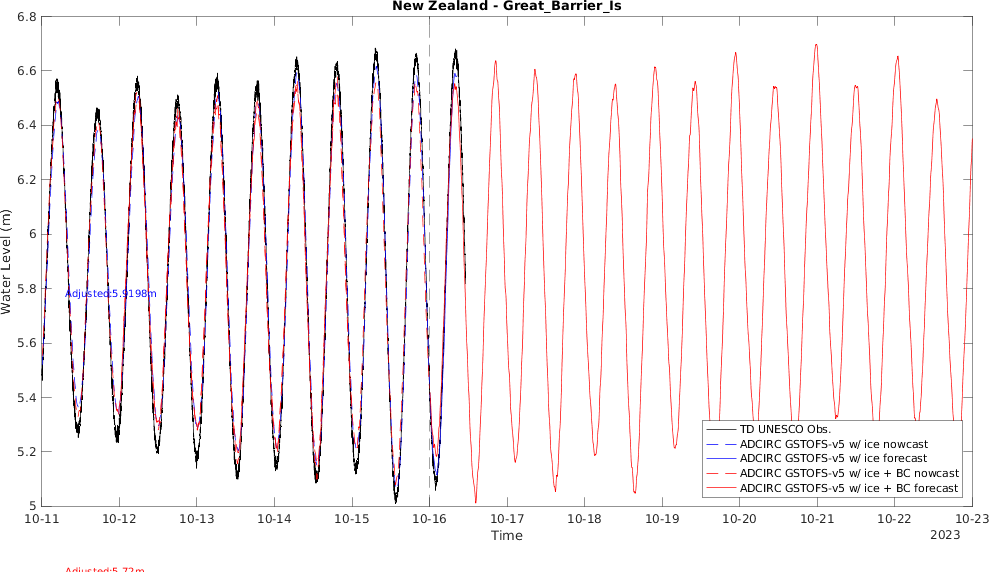 New Zealand - Great_Barrier_Is
6.8
6.6
6.4
6.2
6
5.8
5.6
5.4
5.2
5
Water Level (m)
Adjusted:5.9198m
TD UNESCO Obs.
ADCIRC GSTOFS-v5 w/ ice nowcast
ADCIRC GSTOFS-v5 w/ ice forecast
ADCIRC GSTOFS-v5 w/ ice + BC nowcast
ADCIRC GSTOFS-v5 w/ ice + BC forecast
10-11 10-12 10-13 10-14 10-15 10-16 10-17 10-18 10-19 10-20 10-21 10-22 10-23
Time
2023
Adjusted:5.72m